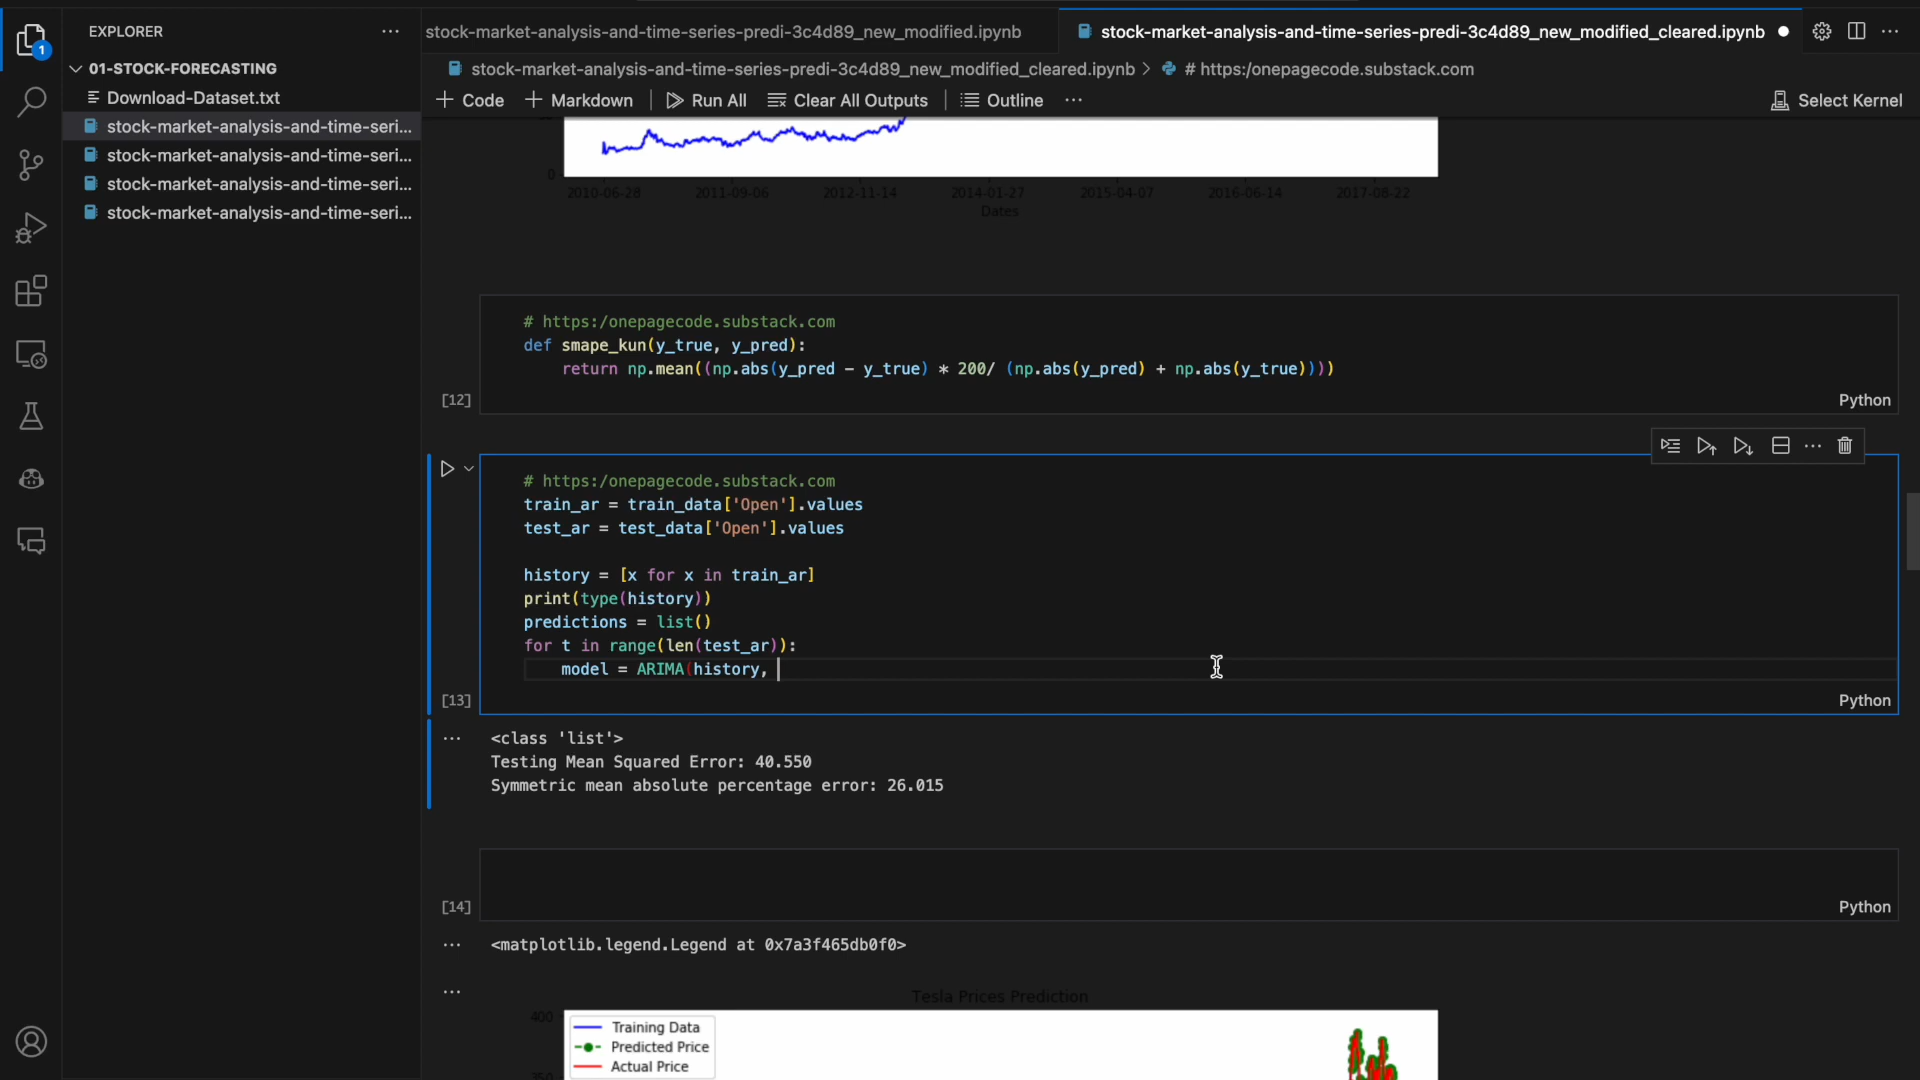 EXPLORER
stock-market-analysis-and-time-series-predi-3c4d89_new_modified.ipynb
stock-market-analysis-and-time-series-predi-3c4d89_new_modified_cleared.ipynb
1
01-STOCK-FORECASTING
stock-market-analysis-and-time-series-predi-3c4d89_new_modified_cleared.ipynb > # https:/onepagecode.substack.com
Download-Dataset.txt
+ Code + Markdown Run All Clear All Outputs Outline ... Select Kernel
stock-market-analysis-and-time-seri...
stock-market-analysis-and-time-seri...
stock-market-analysis-and-time-seri...
stock-market-analysis-and-time-seri...
0
2010-06-28 2011-09-06 2012-11-14 2014-01-27 2015-04-07 2016-06-14 2017-08-22
Dates
# https:/onepagecode.substack.com
def smape_kun(y_true, y_pred):
return np.mean((np.abs(y_pred - y_true) * 200/ (np.abs(y_pred) + np.abs(y_true))))
[12]
Python
# https:/onepagecode.substack.com
train_ar = train_data['Open'].values
test_ar = test_data['Open'].values
history = [x for x in train_ar]
print(type(history))
predictions = list()
for t in range(len(test_ar)):
model = ARIMA(history,
[13]
Python
<class 'list'>
Testing Mean Squared Error: 40.550
Symmetric mean absolute percentage error: 26.015
[14]
Python
<matplotlib.legend.Legend at 0x7a3f465db0f0>
Tesla Prices Prediction
400
Training Data
Predicted Price
Actual Price
350